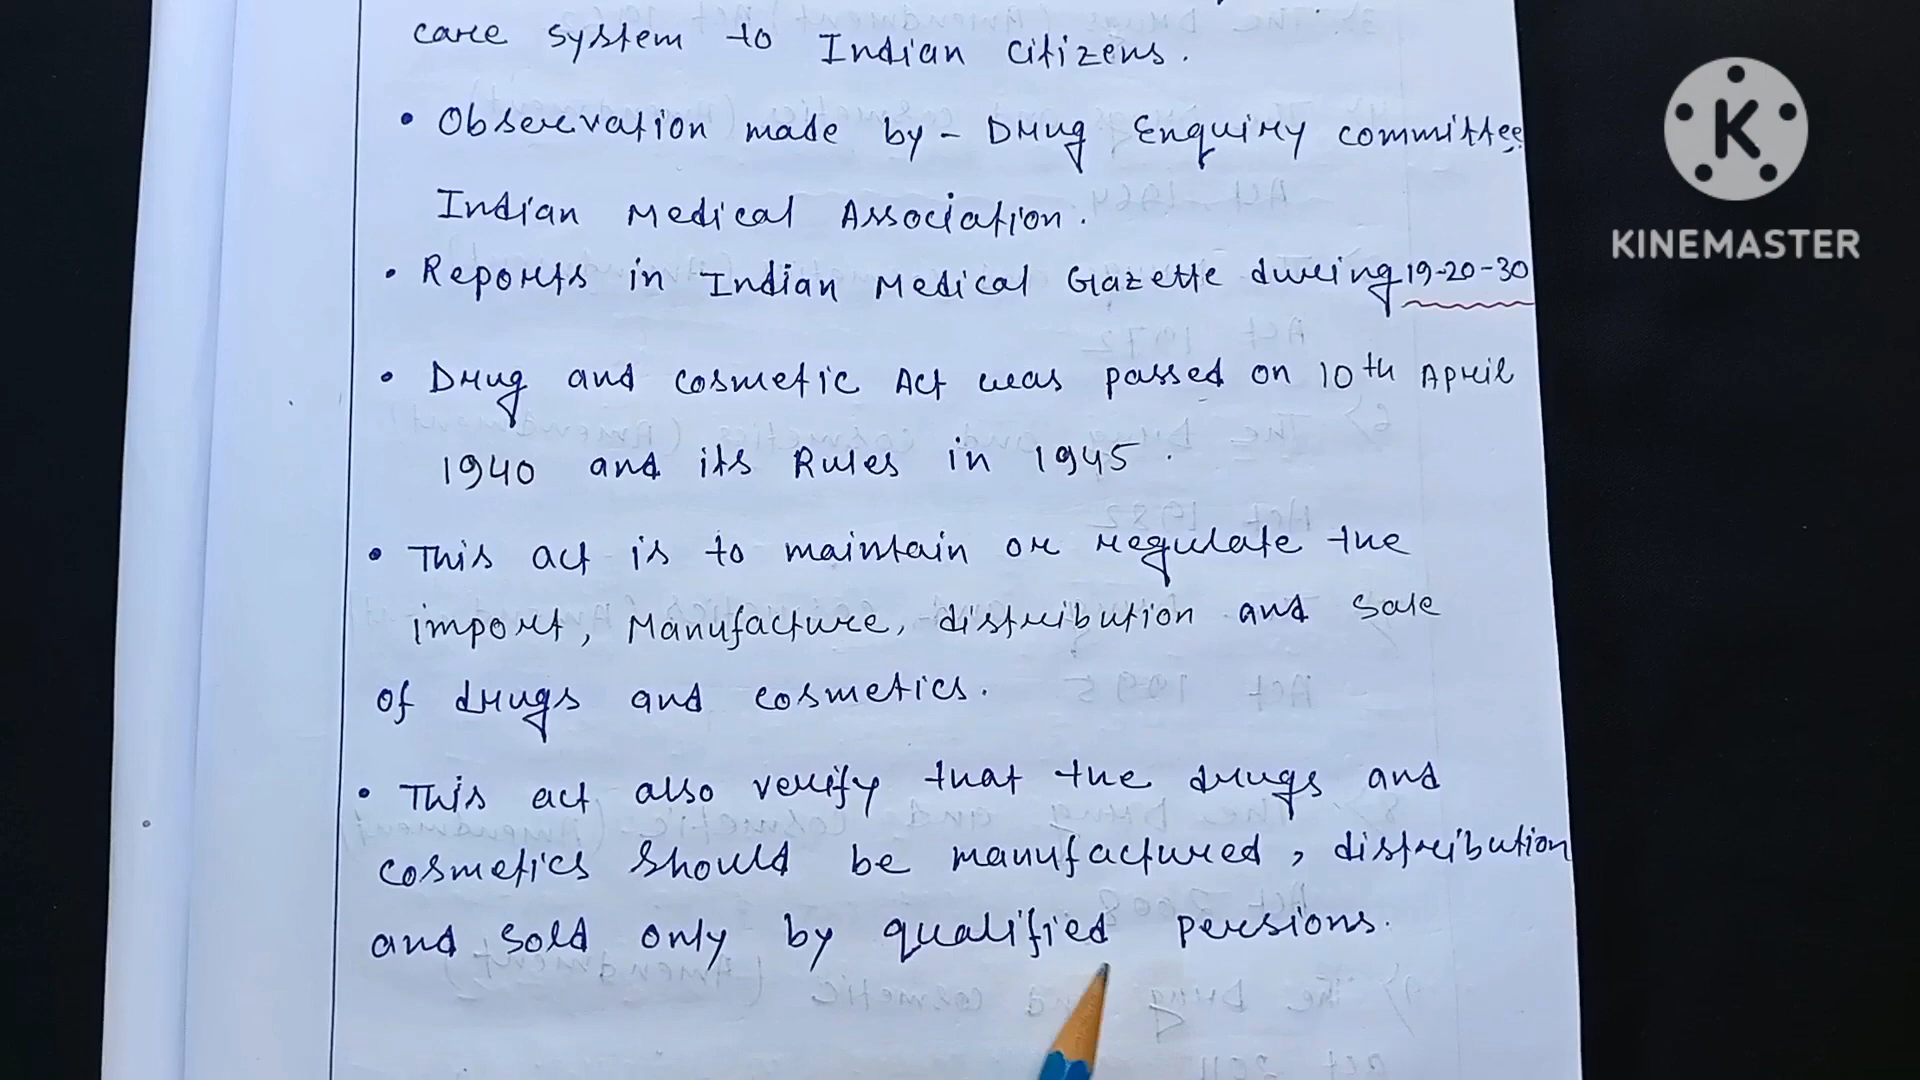 care system to Indian citizens.
• Observation made by - Drug Enquiry committee
Indian Medical Association.
• Reports in Indian Medical Gazette during 19-20-30
• Drug and cosmetic Act was passed on 10th April
1940 and its Rules in 1945.
• This act is to maintain or regulate the
import, Manufacture, distribution and sale
of drugs and cosmetics.
• This act also verify that the drugs and
cosmetics should be manufactured, distribution
and sold only by qualified persions.
K
KINEMASTER